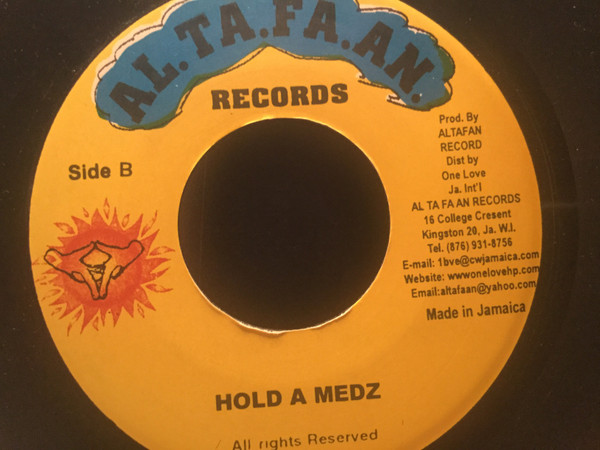 AL.TA.FA.AN.
RECORDS
Side B
Prod. By
ALTAFAN
RECORD
Dist by
One Love
Ja. Int'l
AL TA FA AN RECORDS
16 College Cresent
Kingston 20, Ja. W.I.
Tel. (876) 931-8756
E-mail: 1bve@cwjamaica.com
Website: wwwonelovehp.com
Email:altafaan@yahoo.com
Made in Jamaica
HOLD A MEDZ
All rights Reserved